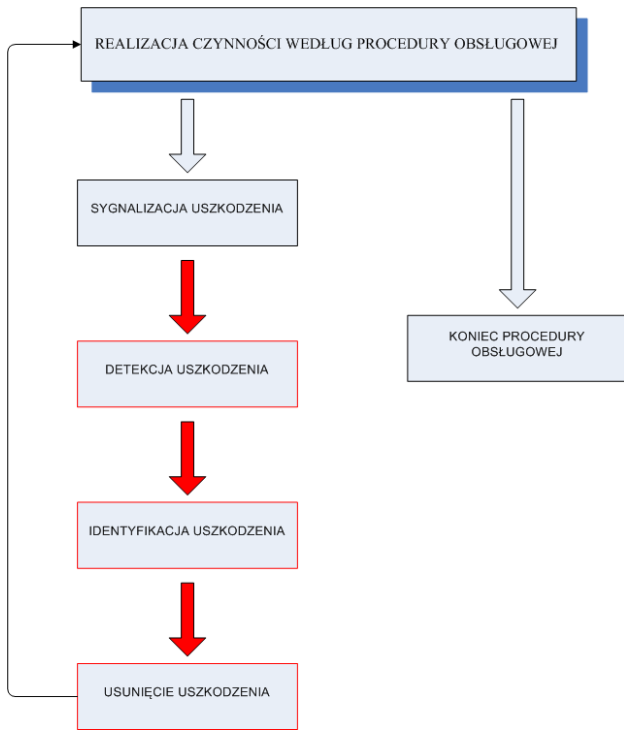 REALIZACJA CZYNNOŚCI WEDŁUG PROCEDURY OBSŁUGOWEJ
SYGNALIZACJA USZKODZENIA
KONIEC PROCEDURY
OBSŁUGOWEJ
DETEKCJA USZKODZENIA
IDENTYFIKACJA USZKODZENIA
USUNIĘCIE USZKODZENIA